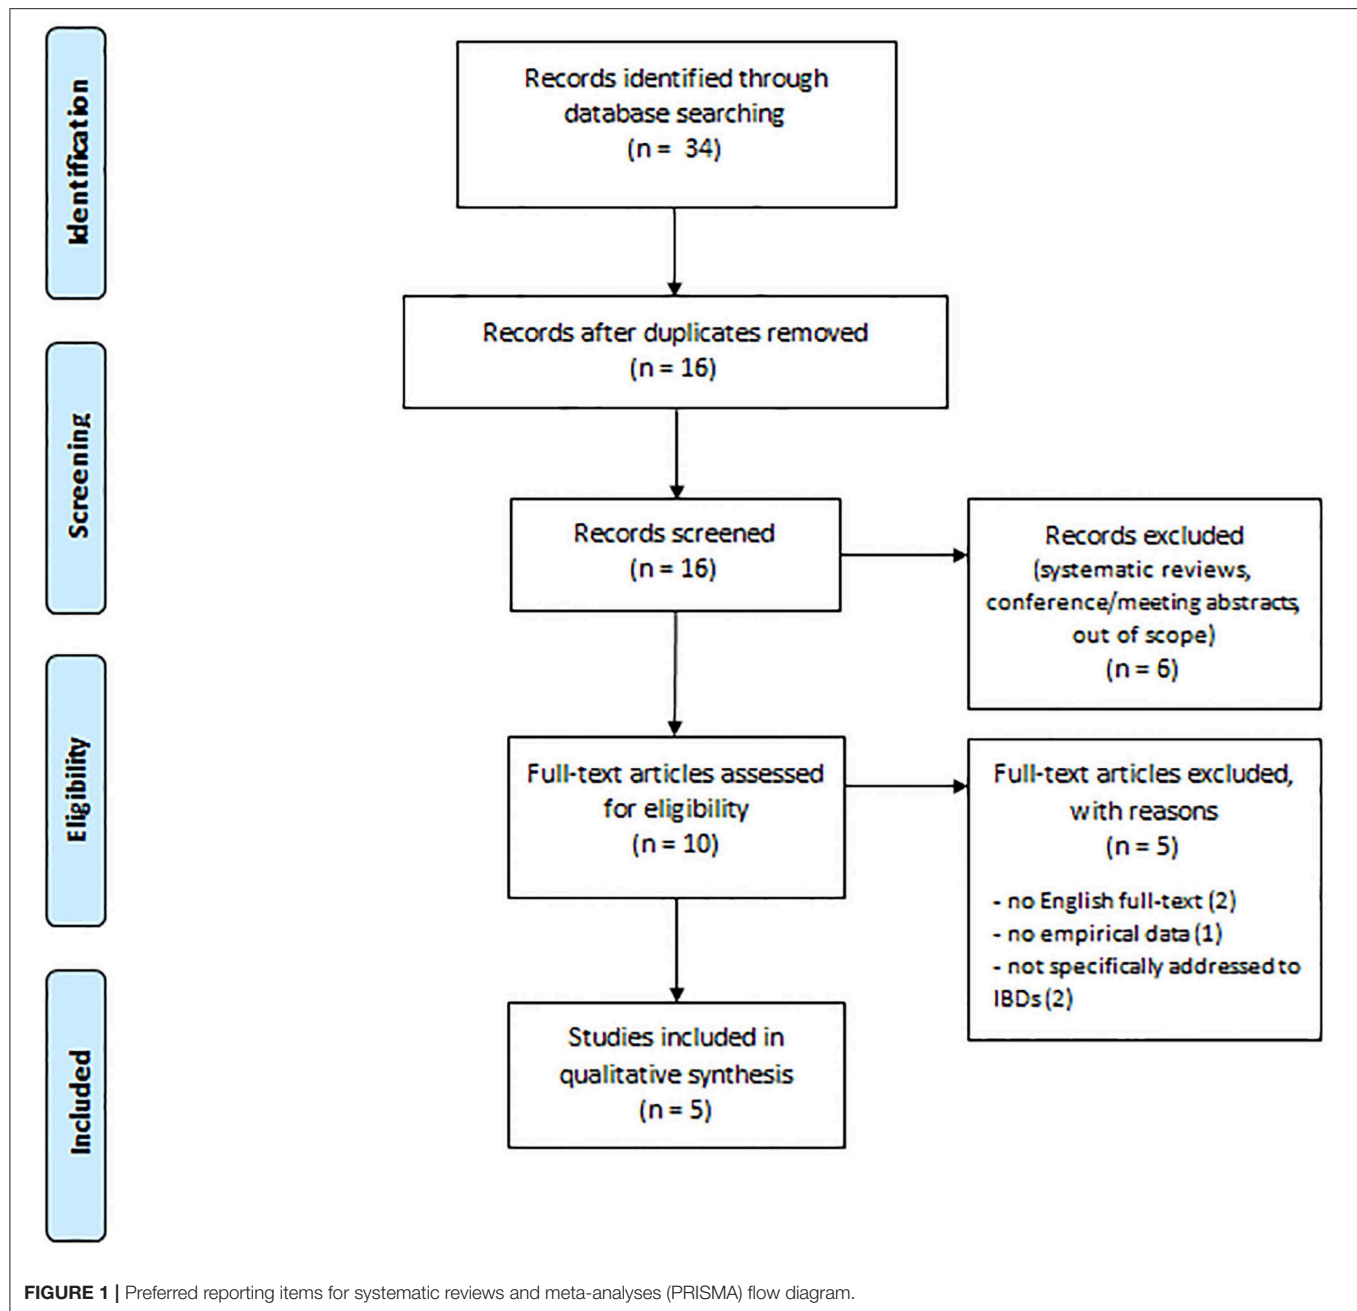 Identification
Records identified through
database searching
(n = 34)
Records after duplicates removed
(n = 16)
Screening
Records screened
(n = 16)
Records excluded
(systematic reviews,
conference/meeting abstracts,
out of scope)
(n = 6)
Eligibility
Full-text articles assessed
for eligibility
(n = 10)
Full-text articles excluded,
with reasons
(n = 5)
- no English full-text (2)
- no empirical data (1)
- not specifically addressed to
IBDs (2)
Included
Studies included in
qualitative synthesis
(n = 5)
FIGURE 1 | Preferred reporting items for systematic reviews and meta-analyses (PRISMA) flow diagram.